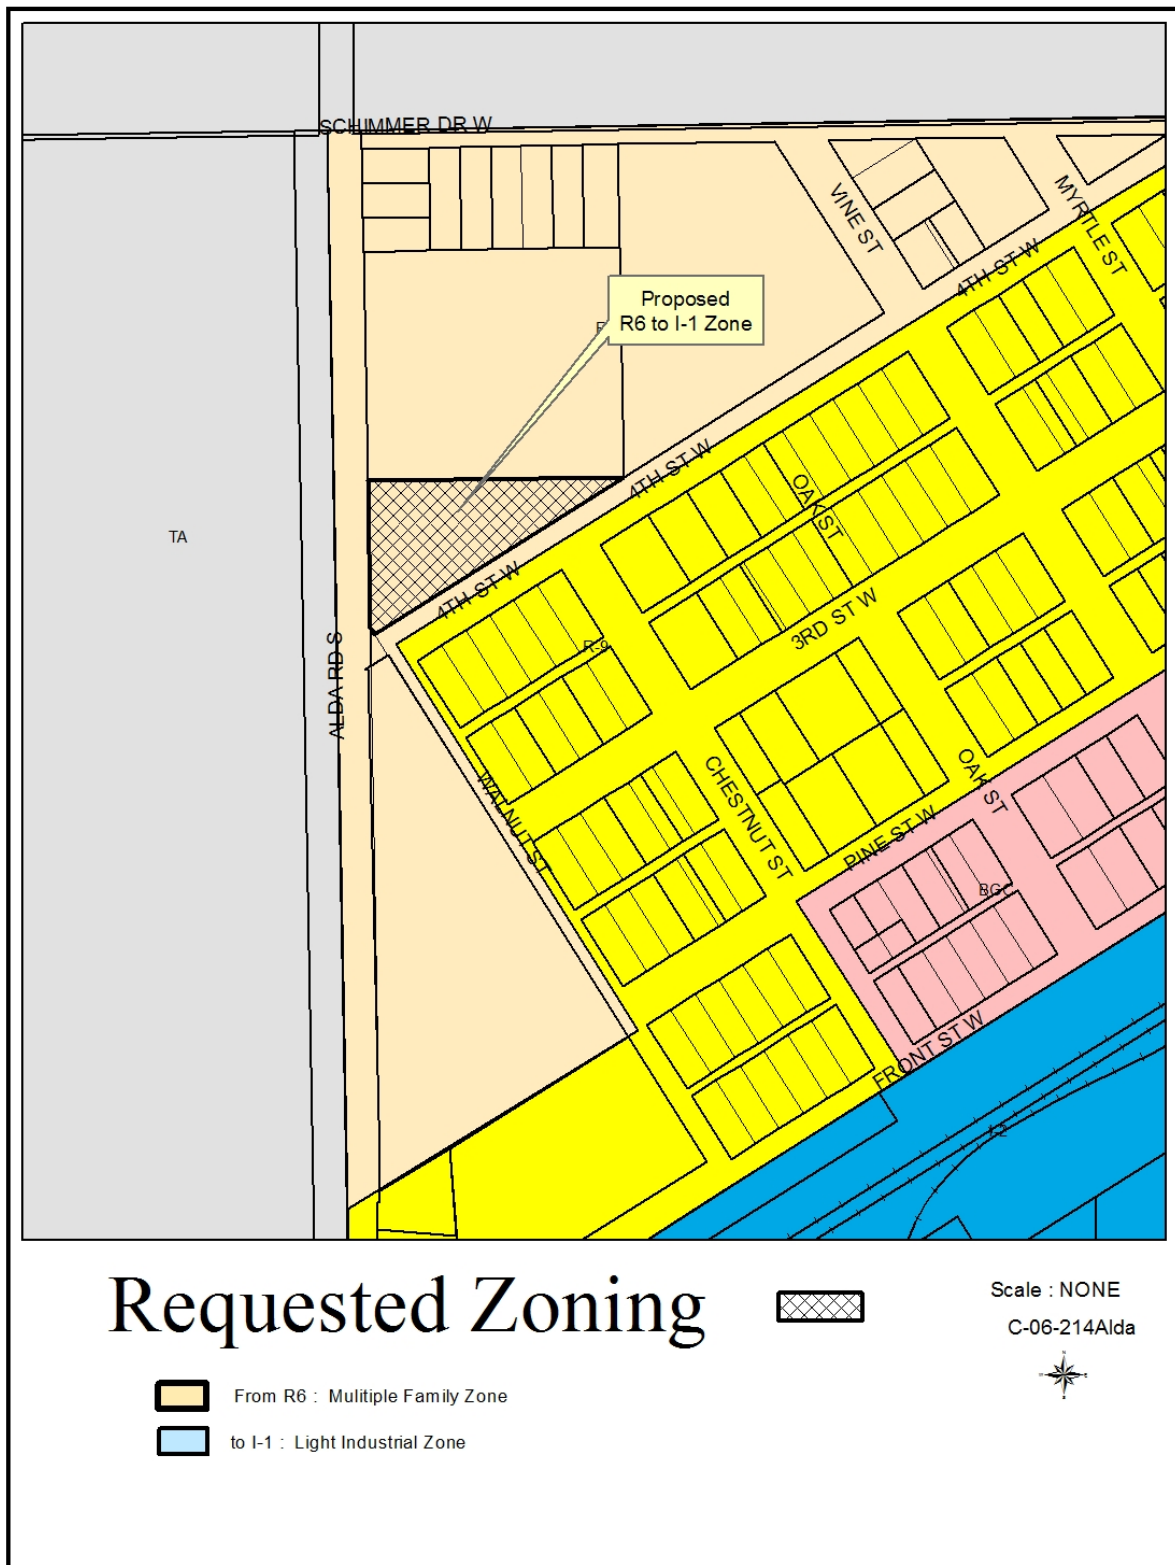 SCHIMMER DR W
VINE ST
MYRTLE ST
4TH ST W
Proposed
R6 to I-1 Zone
4TH ST W
OAK ST
TA
4TH ST W
3RD ST W
R-9
ALDA RD S
WALNUT ST
CHESTNUT ST
OAK ST
PINE ST W
BGC
FRONT ST W
I-2
Requested Zoning
Scale : NONE
C-06-214Alda
From R6 : Mulitiple Family Zone
to I-1 : Light Industrial Zone